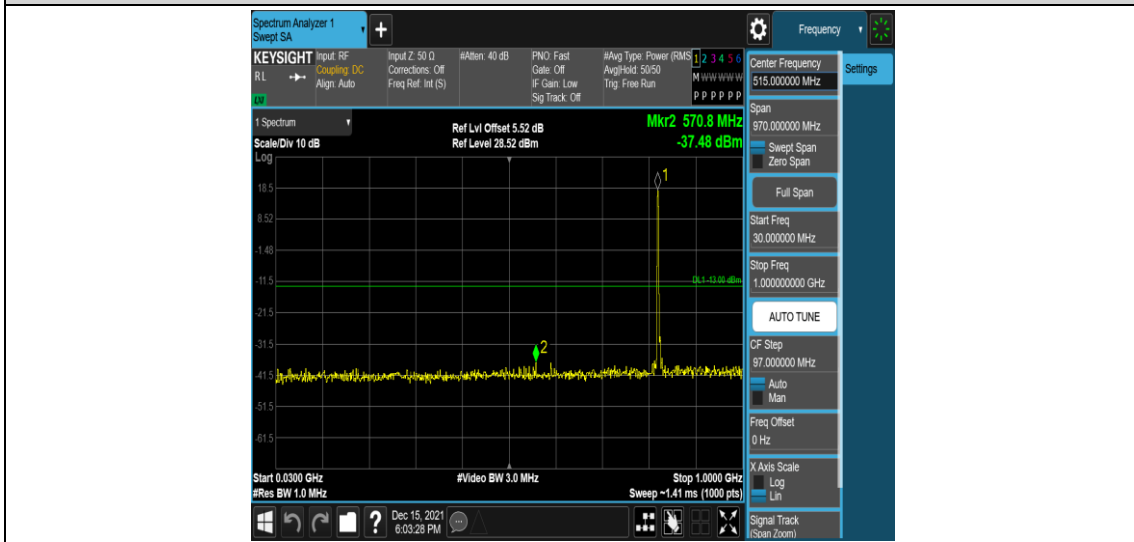 Spectrum Analyzer 1
Swept SA
+
Frequency
KEYSIGHT
RL
LXI
Input: RF
Coupling: DC
Align: Auto
Input Z: 50 Ω
Corrections: Off
Freq Ref: Int (S)
#Atten: 40 dB
PNO: Fast
Gate: Off
IF Gain: Low
Sig Track: Off
#Avg Type: Power (RMS
Avg|Hold: 50/50
Trig: Free Run
1 2 3 4 5 6
M W W W W W
P P P P P P
1 Spectrum
Scale/Div 10 dB
Log
Ref Lvl Offset 5.52 dB
Ref Level 28.52 dBm
Mkr2 570.8 MHz
-37.48 dBm
1
18.5
8.52
-1.48
-11.5
DL1 -13.00 dBm
-21.5
-31.5
2
-41.5
-51.5
-61.5
Start 0.0300 GHz
#Res BW 1.0 MHz
#Video BW 3.0 MHz
Stop 1.0000 GHz
Sweep ~1.41 ms (1000 pts)
Center Frequency
515.000000 MHz
Settings
Span
970.000000 MHz
Swept Span
Zero Span
Full Span
Start Freq
30.000000 MHz
Stop Freq
1.000000000 GHz
AUTO TUNE
CF Step
97.000000 MHz
Auto
Man
Freq Offset
0 Hz
X Axis Scale
Log
Lin
Signal Track
(Span Zoom)
?
Dec 15, 2021
6:03:28 PM